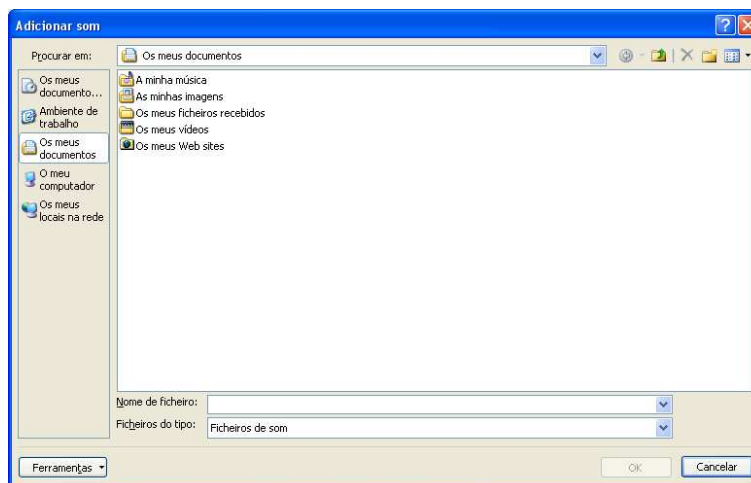 Adicionar som
Procurar em:
Os meus documentos
Os meus
documento...
Ambiente de
trabalho
Os meus
documentos
O meu
computador
Os meus
locais na rede
A minha música
As minhas imagens
Os meus ficheiros recebidos
Os meus vídeos
Os meus Web sites
Nome de ficheiro:
Ficheiros do tipo:
Ficheiros de som
Ferramentas
OK
Cancelar